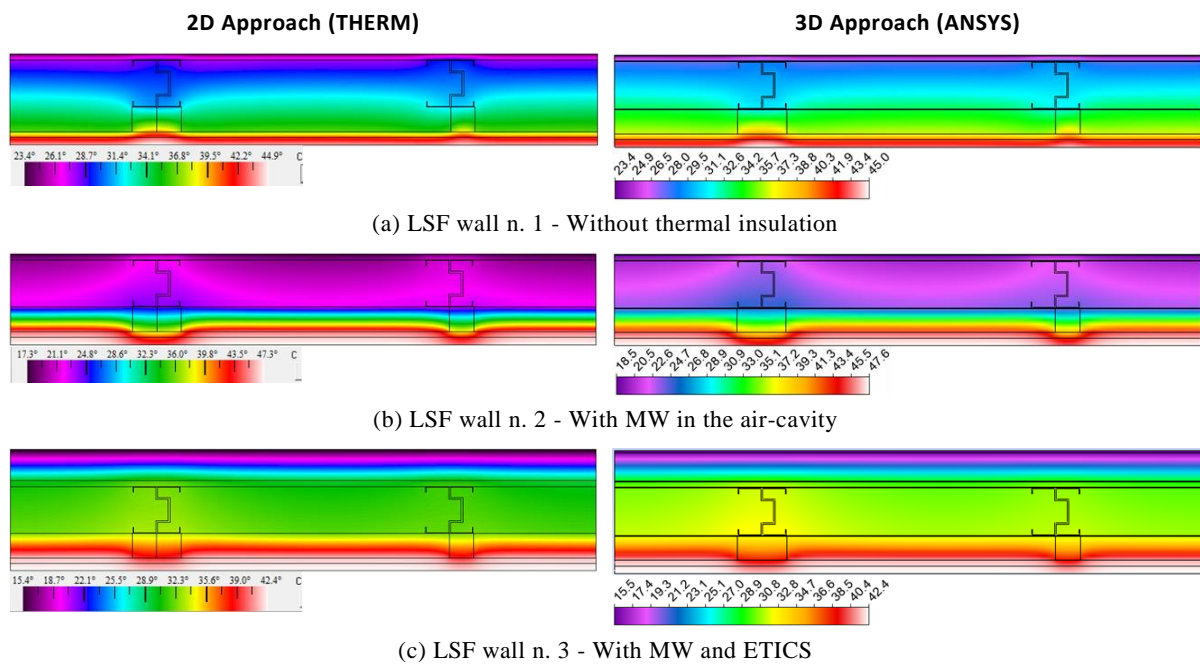 2D Approach (THERM) 3D Approach (ANSYS)
23.4° 26.1° 28.7° 31.4° 34.1° 36.8° 39.5° 42.2° 44.9° C
23.4 24.9 26.5 28.0 29.5 31.1 32.6 34.2 35.7 37.3 38.8 40.3 41.9 43.4 45.0
(a) LSF wall n. 1 - Without thermal insulation
17.3° 21.1° 24.8° 28.6° 32.3° 36.0° 39.8° 43.5° 47.3° C
18.5 20.5 22.6 24.7 26.8 28.9 30.9 33.0 35.1 37.2 39.3 41.3 43.4 45.5 47.6
(b) LSF wall n. 2 - With MW in the air-cavity
15.4° 18.7° 22.1° 25.5° 28.9° 32.3° 35.6° 39.0° 42.4° C
15.5 17.4 19.3 21.2 23.1 25.1 27.0 28.9 30.8 32.8 34.7 36.6 38.5 40.4 42.4
(c) LSF wall n. 3 - With MW and ETICS